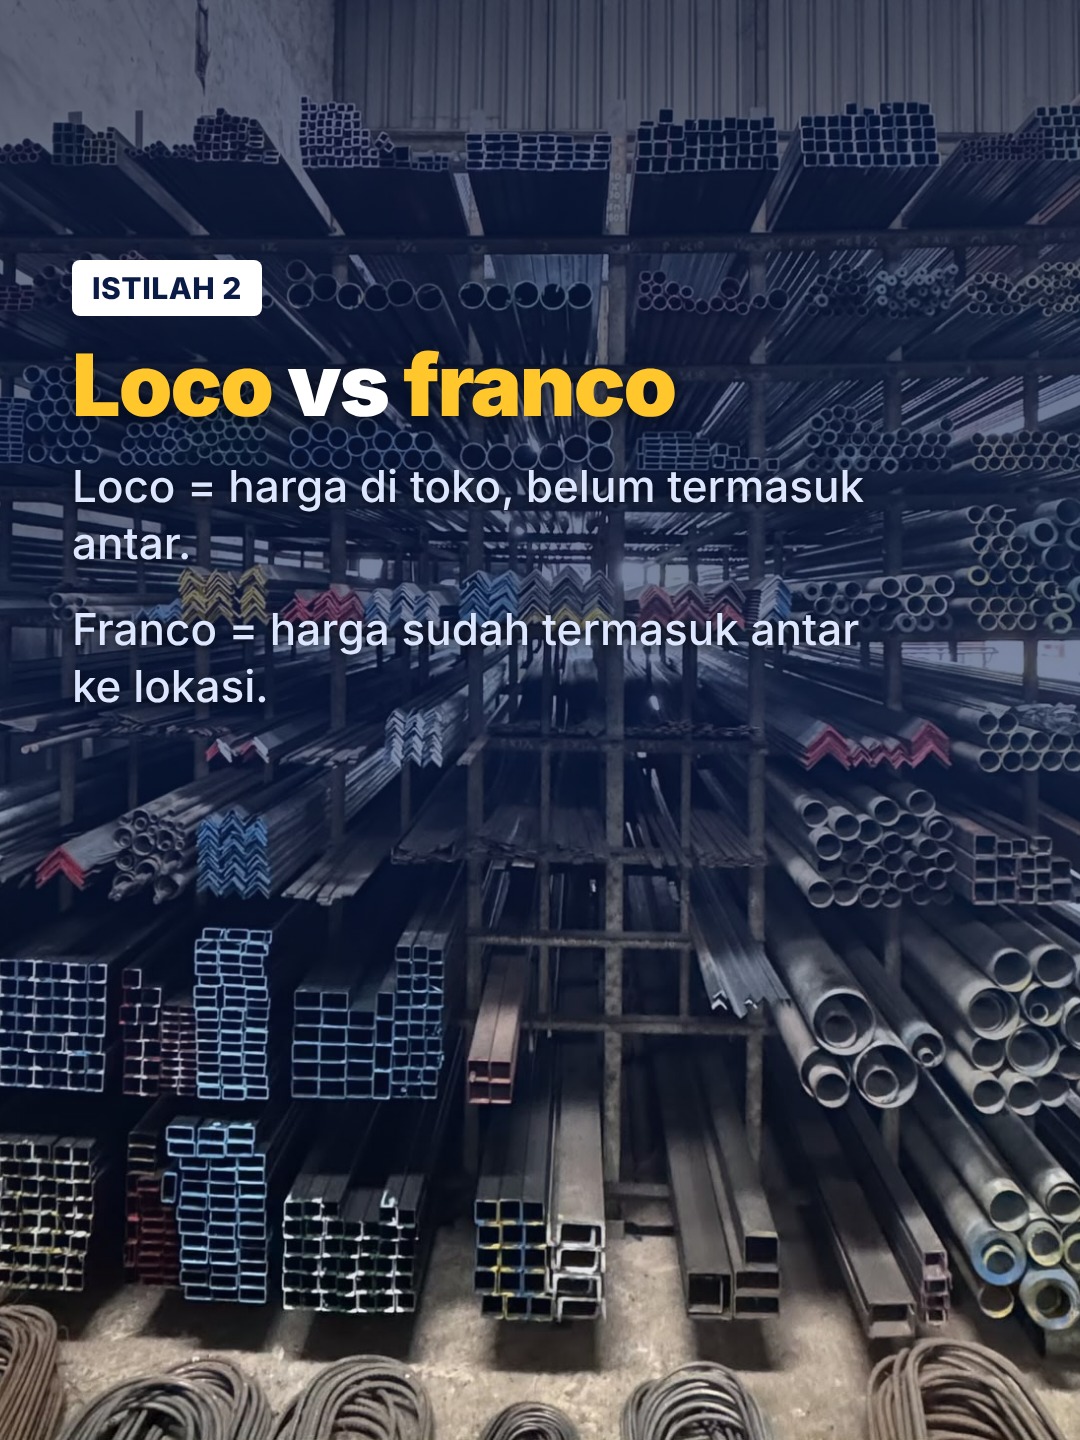 ISTILAH 2
Loco vs franco
Loco = harga di toko, belum termasuk
antar.
Franco = harga sudah termasuk antar
ke lokasi.